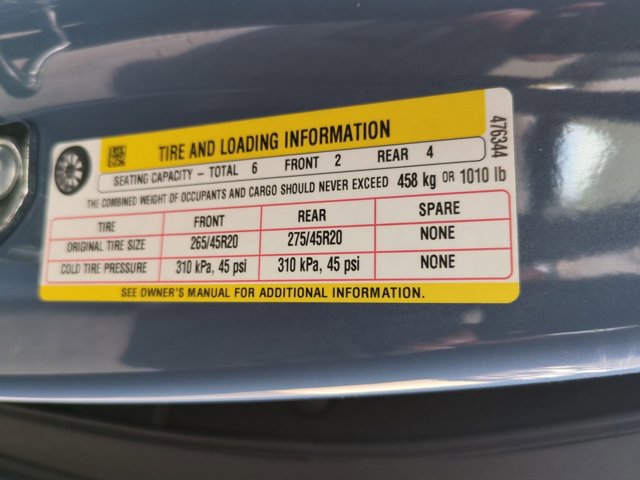 TIRE AND LOADING INFORMATION
476344
SEATING CAPACITY – TOTAL 6 FRONT 2 REAR 4
THE COMBINED WEIGHT OF OCCUPANTS AND CARGO SHOULD NEVER EXCEED 458 kg OR 1010 lb
TIRE FRONT REAR SPARE
ORIGINAL TIRE SIZE 265/45R20 275/45R20 NONE
COLD TIRE PRESSURE 310 kPa, 45 psi 310 kPa, 45 psi NONE
SEE OWNER'S MANUAL FOR ADDITIONAL INFORMATION.